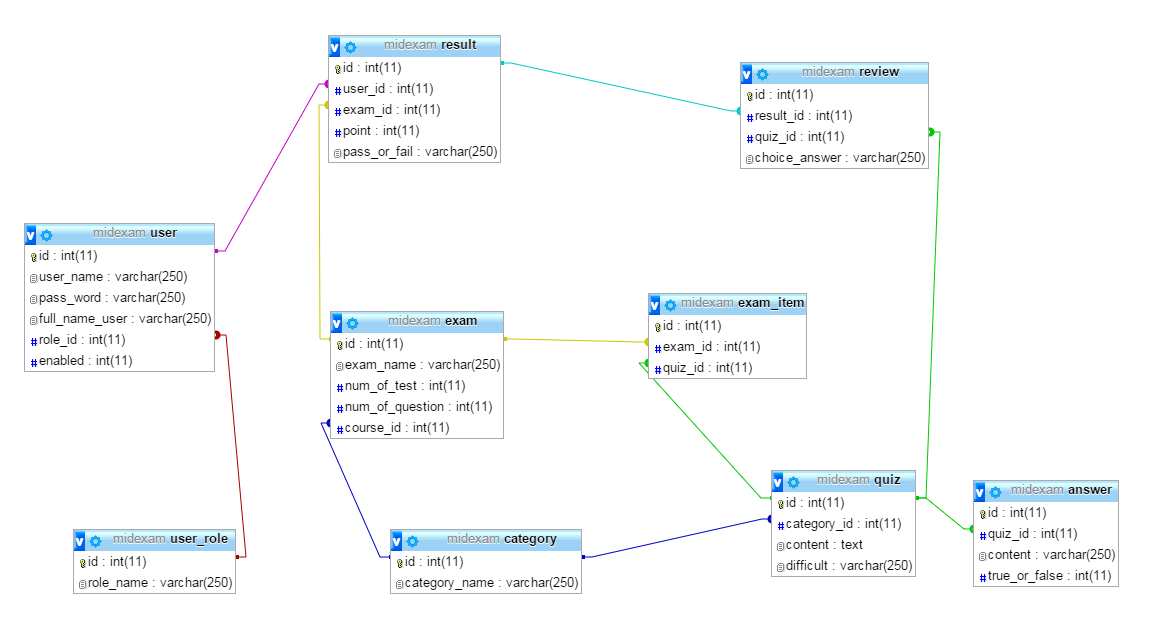 midexam result
id : int(11)
user_id : int(11)
exam_id : int(11)
point : int(11)
pass_or_fail : varchar(250)
midexam review
id : int(11)
result_id : int(11)
quiz_id : int(11)
choice_answer : varchar(250)
midexam user
id : int(11)
user_name : varchar(250)
pass_word : varchar(250)
full_name_user : varchar(250)
role_id : int(11)
enabled : int(11)
midexam exam
id : int(11)
exam_name : varchar(250)
num_of_test : int(11)
num_of_question : int(11)
course_id : int(11)
midexam exam_item
id : int(11)
exam_id : int(11)
quiz_id : int(11)
midexam user_role
id : int(11)
role_name : varchar(250)
midexam category
id : int(11)
category_name : varchar(250)
midexam quiz
id : int(11)
category_id : int(11)
content : text
difficult : varchar(250)
midexam answer
id : int(11)
quiz_id : int(11)
content : varchar(250)
true_or_false : int(11)